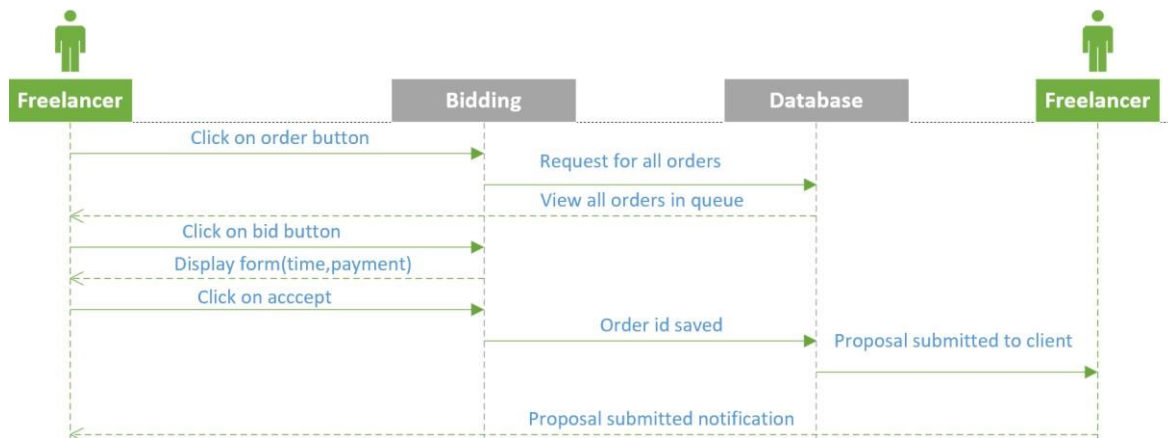 Freelancer
Bidding
Database
Freelancer
Click on order button
Request for all orders
View all orders in queue
Click on bid button
Display form(time,payment)
Click on acccept
Order id saved
Proposal submitted to client
Proposal submitted notification